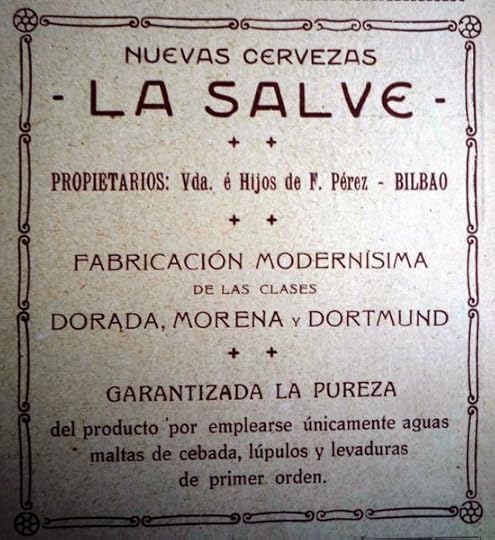 NUEVAS CERVEZAS
- LA SALVE -
PROPIETARIOS: Vda. é Hijos de F. Pérez - BILBAO
FABRICACIÓN MODERNÍSIMA
DE LAS CLASES
DORADA, MORENA Y DORTMUND
GARANTIZADA LA PUREZA
del producto por emplearse únicamente aguas
maltas de cebada, lúpulos y levaduras
de primer orden.